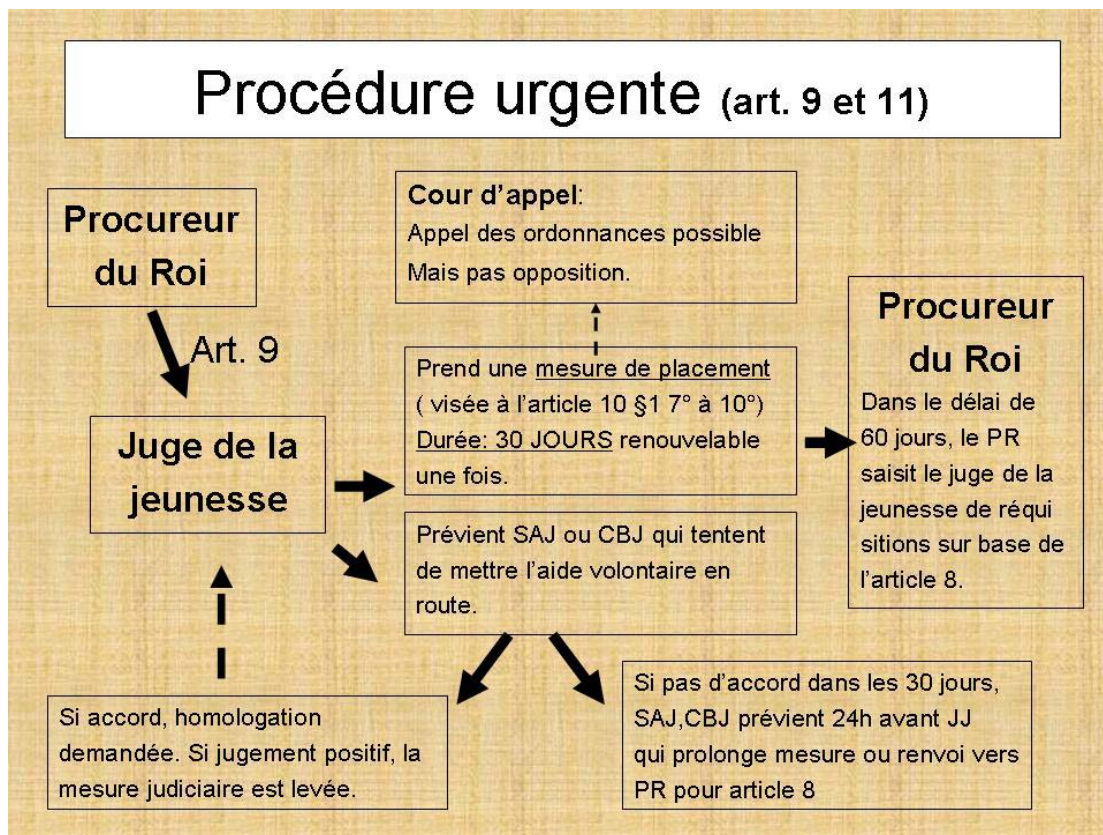 Procédure urgente (art. 9 et 11)
Procureur
du Roi
Art. 9
Juge de la
jeunesse
Cour d’appel:
Appel des ordonnances possible
Mais pas opposition.
Prend une mesure de placement
( visée à l’article 10 §1 7° à 10°)
Durée: 30 JOURS renouvelable
une fois.
Procureur
du Roi
Dans le délai de
60 jours, le PR
saisit le juge de la
jeunesse de réqui
sitions sur base de
l’article 8.
Prévient SAJ ou CBJ qui tentent
de mettre l’aide volontaire en
route.
Si accord, homologation
demandée. Si jugement positif, la
mesure judiciaire est levée.
Si pas d’accord dans les 30 jours,
SAJ,CBJ prévient 24h avant JJ
qui prolonge mesure ou renvoi vers
PR pour article 8